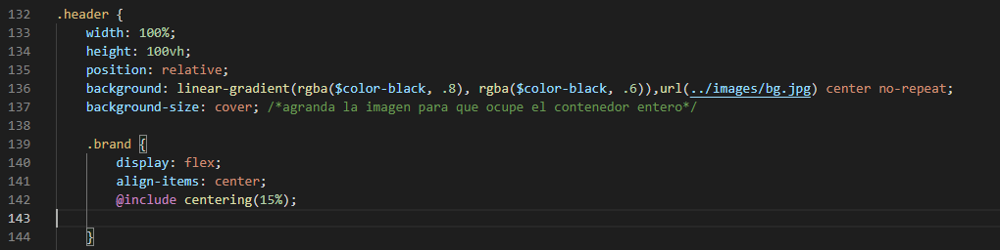 132 .header {
133 width: 100%;
134 height: 100vh;
135 position: relative;
136 background: linear-gradient(rgba($color-black, .8), rgba($color-black, .6)),url(../images/bg.jpg) center no-repeat;
137 background-size: cover; /*agranda la imagen para que ocupe el contenedor entero*/
138
139 .brand {
140 display: flex;
141 align-items: center;
142 @include centering(15%);
143
144 }